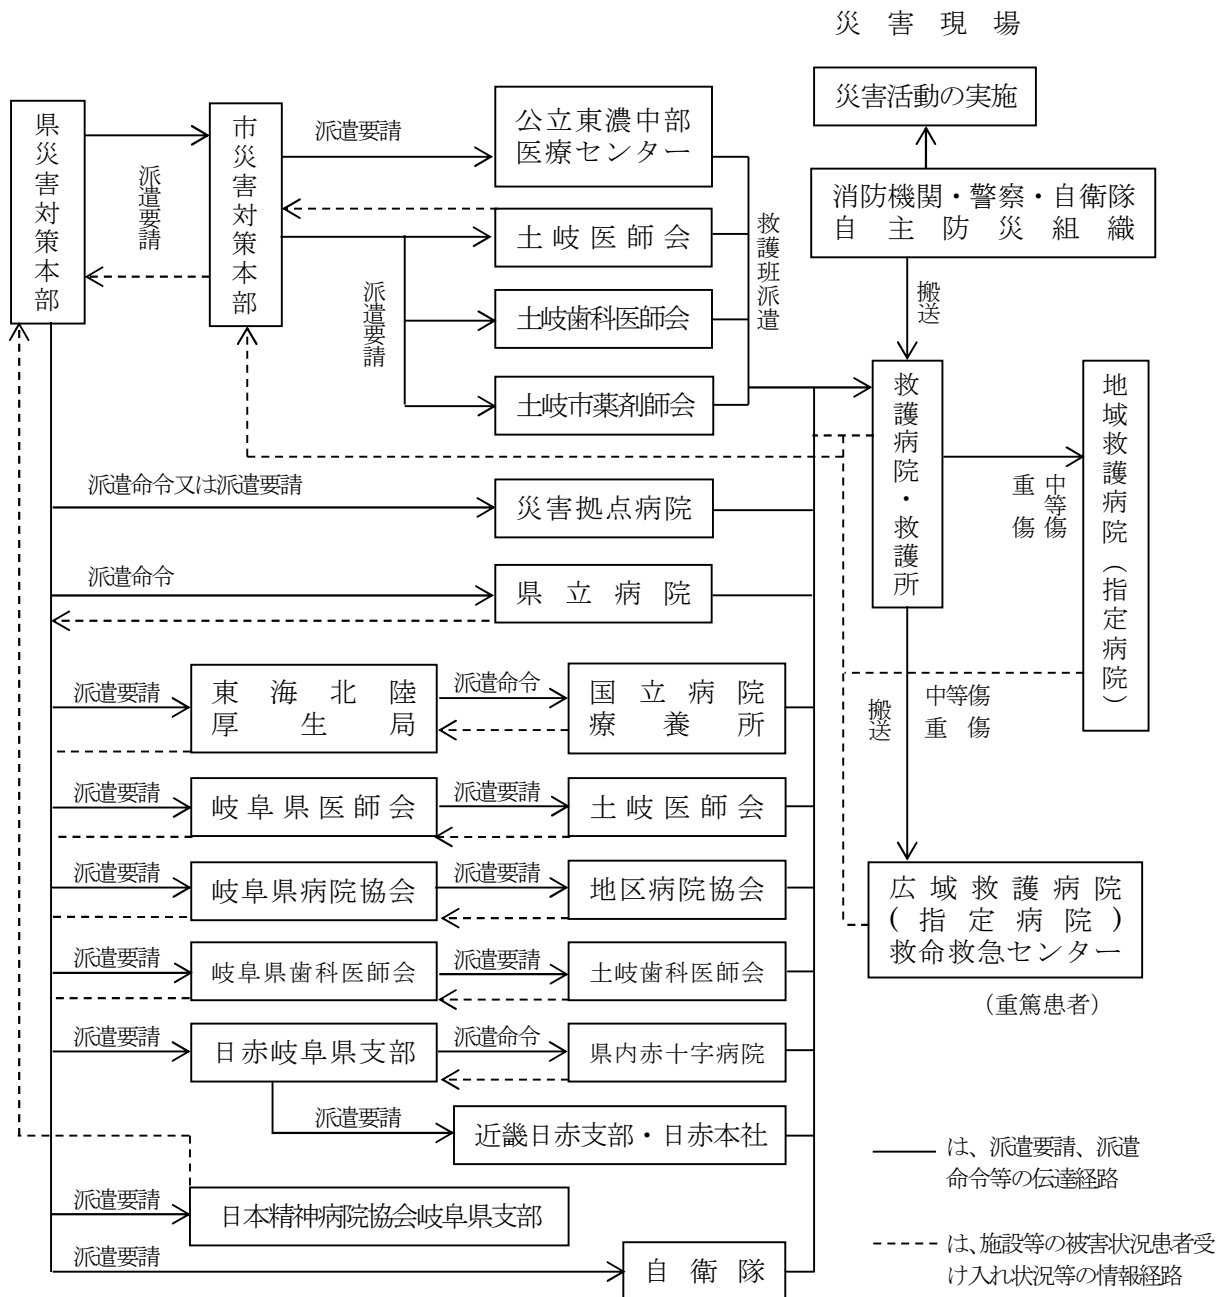 災害現場
災害活動の実施
消防機関・警察・自衛隊
自主防災組織
搬送
県災害対策本部
派遣要請
市災害対策本部
派遣要請
公立東濃中部
医療センター
土岐医師会
派遣要請
土岐歯科医師会
土岐市薬剤師会
救護班派遣
救護病院・救護所
中等傷
重傷
地域救護病院（指定病院）
派遣命令又は派遣要請
災害拠点病院
派遣命令
県立病院
派遣要請
東海北陸
厚生局
派遣命令
国立病院
療養所
搬送
中等傷
重傷
派遣要請
岐阜県医師会
派遣要請
土岐医師会
派遣要請
岐阜県病院協会
派遣要請
地区病院協会
広域救護病院
(指定病院)
救命救急センター
（重篤患者）
派遣要請
岐阜県歯科医師会
派遣要請
土岐歯科医師会
派遣要請
日赤岐阜県支部
派遣命令
県内赤十字病院
派遣要請
近畿日赤支部・日赤本社
派遣要請
日本精神病院協会岐阜県支部
派遣要請
自衛隊
は、派遣要請、派遣
命令等の伝達経路
は、施設等の被害状況患者受
け入れ状況等の情報経路